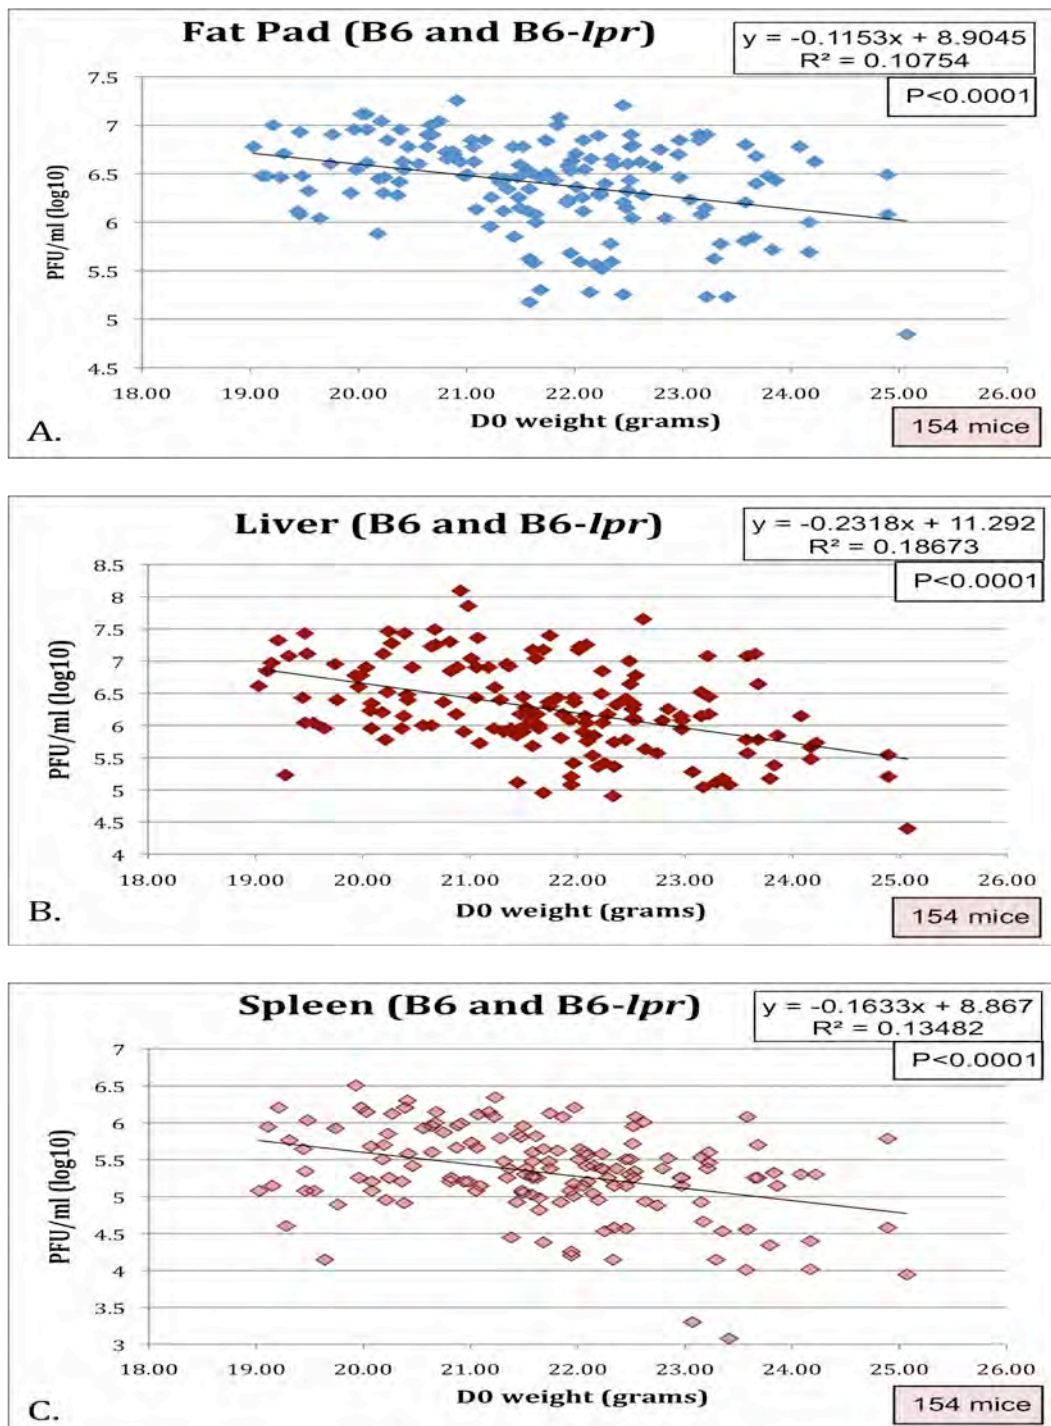 Fat Pad (B6 and B6-lpr)
y = -0.1153x + 8.9045
R² = 0.10754
P<0.0001
7.5
7
6.5
6
5.5
5
4.5
PFU/ml (log10)
18.00 19.00 20.00 21.00 22.00 23.00 24.00 25.00 26.00
D0 weight (grams)
A.
154 mice
Liver (B6 and B6-lpr)
y = -0.2318x + 11.292
R² = 0.18673
P<0.0001
8.5
8
7.5
7
6.5
6
5.5
5
4.5
4
PFU/ml (log10)
18.00 19.00 20.00 21.00 22.00 23.00 24.00 25.00 26.00
D0 weight (grams)
B.
154 mice
Spleen (B6 and B6-lpr)
y = -0.1633x + 8.867
R² = 0.13482
P<0.0001
7
6.5
6
5.5
5
4.5
4
3.5
3
PFU/ml (log10)
18.00 19.00 20.00 21.00 22.00 23.00 24.00 25.00 26.00
D0 weight (grams)
C.
154 mice